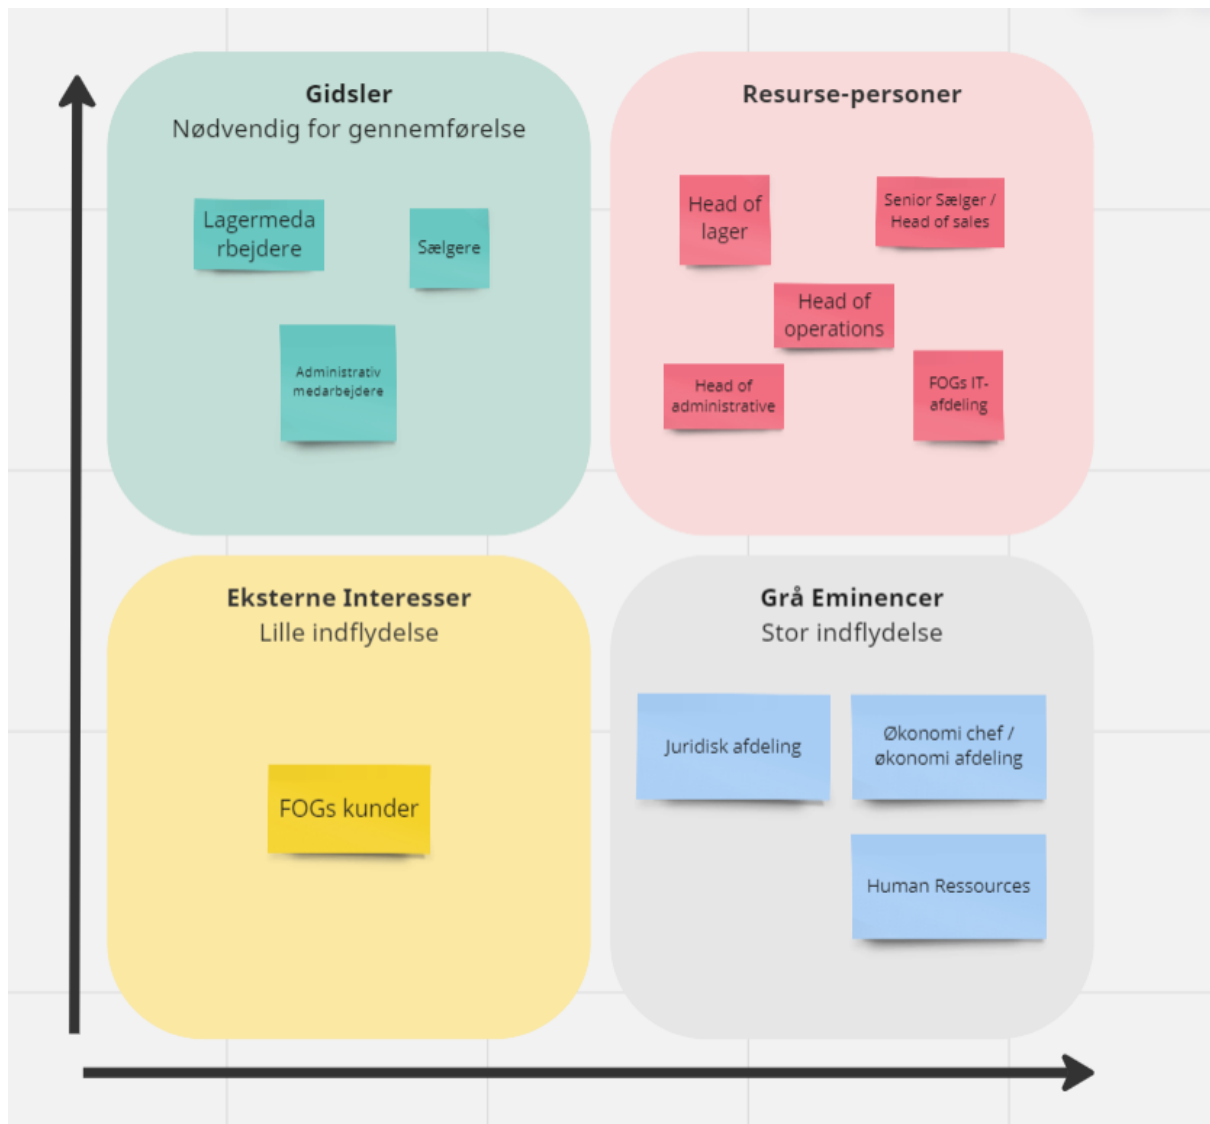 Gidsler
Nødvendig for gennemførelse
Lagermeda
rbejdere
Sælgere
Administrativ
medarbejdere
Resurse-personer
Head of
lager
Senior Sælger /
Head of sales
Head of
operations
Head of
administrative
FOGs IT-
afdeling
Eksterne Interesser
Lille indflydelse
FOGs kunder
Grå Eminencer
Stor indflydelse
Juridisk afdeling
Økonomi chef /
økonomi afdeling
Human Ressources